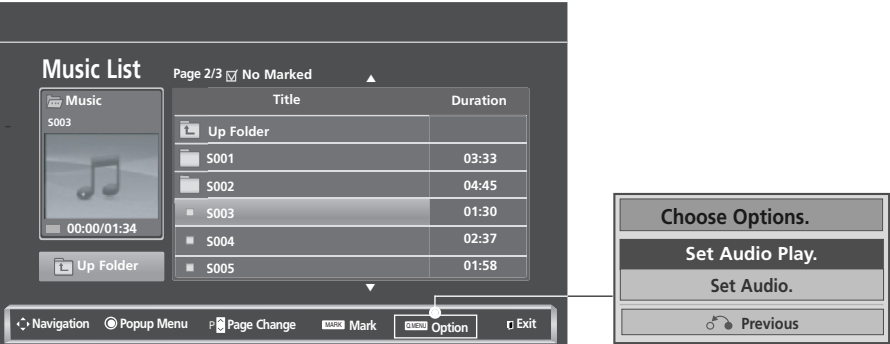 Music List
Page 2/3 No Marked
Music
S003
00:00/01:34
Up Folder
Title Duration
Up Folder
S001 03:33
S002 04:45
S003 01:30
S004 02:37
S005 01:58
Navigation Popup Menu P Page Change MARK Mark Q.MENU Option Exit
Choose Options.
Set Audio Play.
Set Audio.
Previous